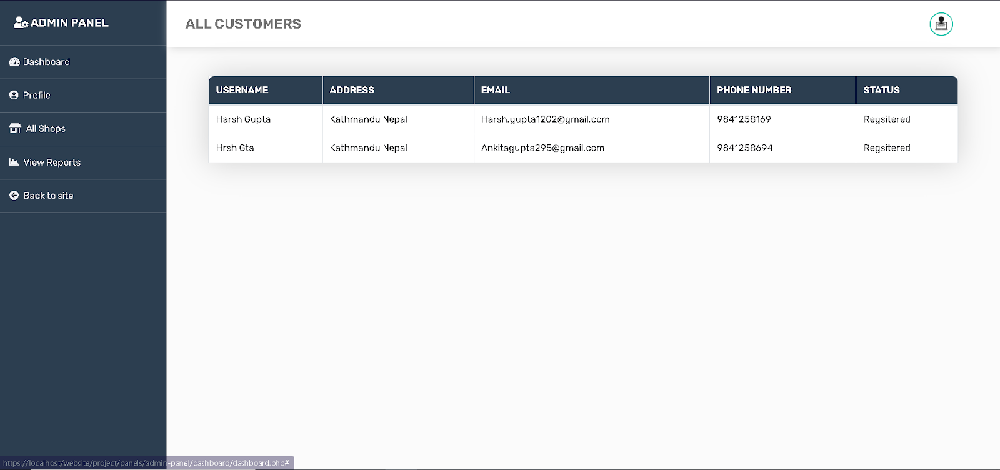 ADMIN PANEL
ALL CUSTOMERS
Dashboard
Profile
All Shops
View Reports
Back to site
USERNAME ADDRESS EMAIL PHONE NUMBER STATUS
Harsh Gupta Kathmandu Nepal Harsh.gupta1202@gmail.com 9841258169 Regsitered
Hrsh Gta Kathmandu Nepal Ankitagupta295@gmail.com 9841258694 Regsitered
https://localhost/website/project/panels/admin-panel/dashboard/dashboard.php#